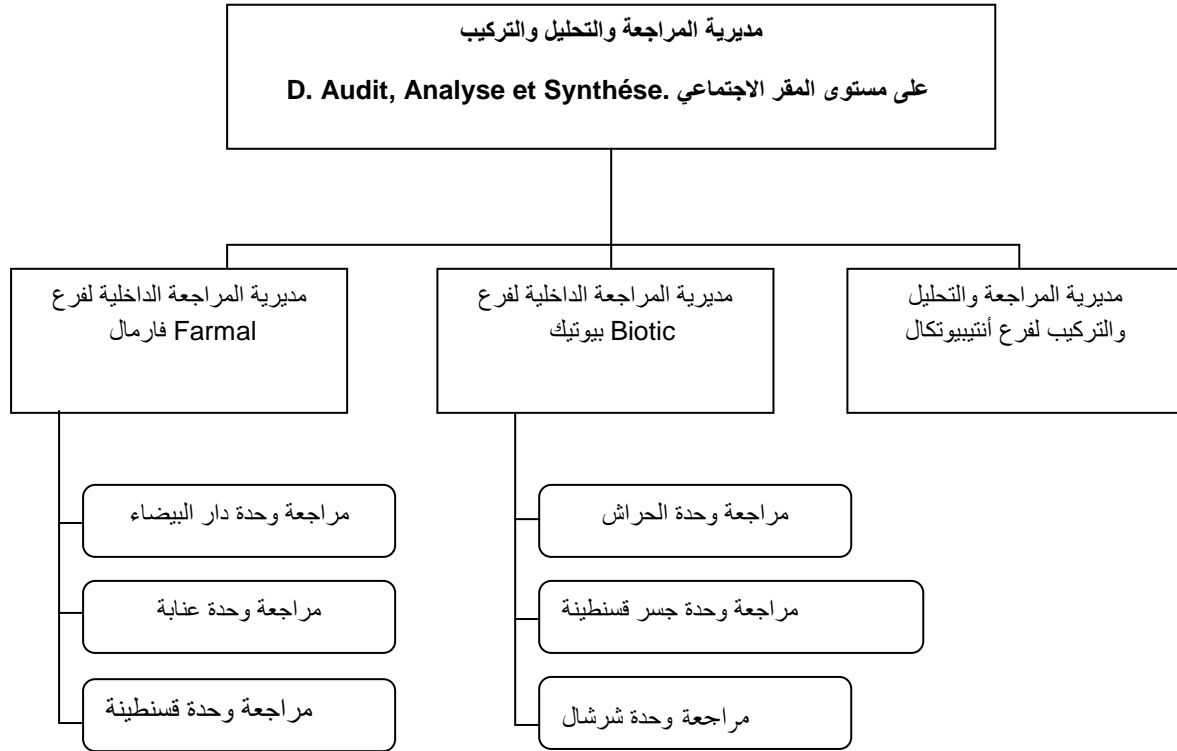 مديرية المراجعة والتحليل والتركيب
على مستوى المقر الاجتماعي .D. Audit, Analyse et Synthése
مديرية المراجعة والتحليل
والتركيب لفرع أنتيبيوتكال
مديرية المراجعة الداخلية لفرع
بيوتيك Biotic
مديرية المراجعة الداخلية لفرع
فارمال Farmal
مراجعة وحدة الحراش
مراجعة وحدة جسر قسنطينة
مراجعة وحدة شرشال
مراجعة وحدة دار البيضاء
مراجعة وحدة عنابة
مراجعة وحدة قسنطينة